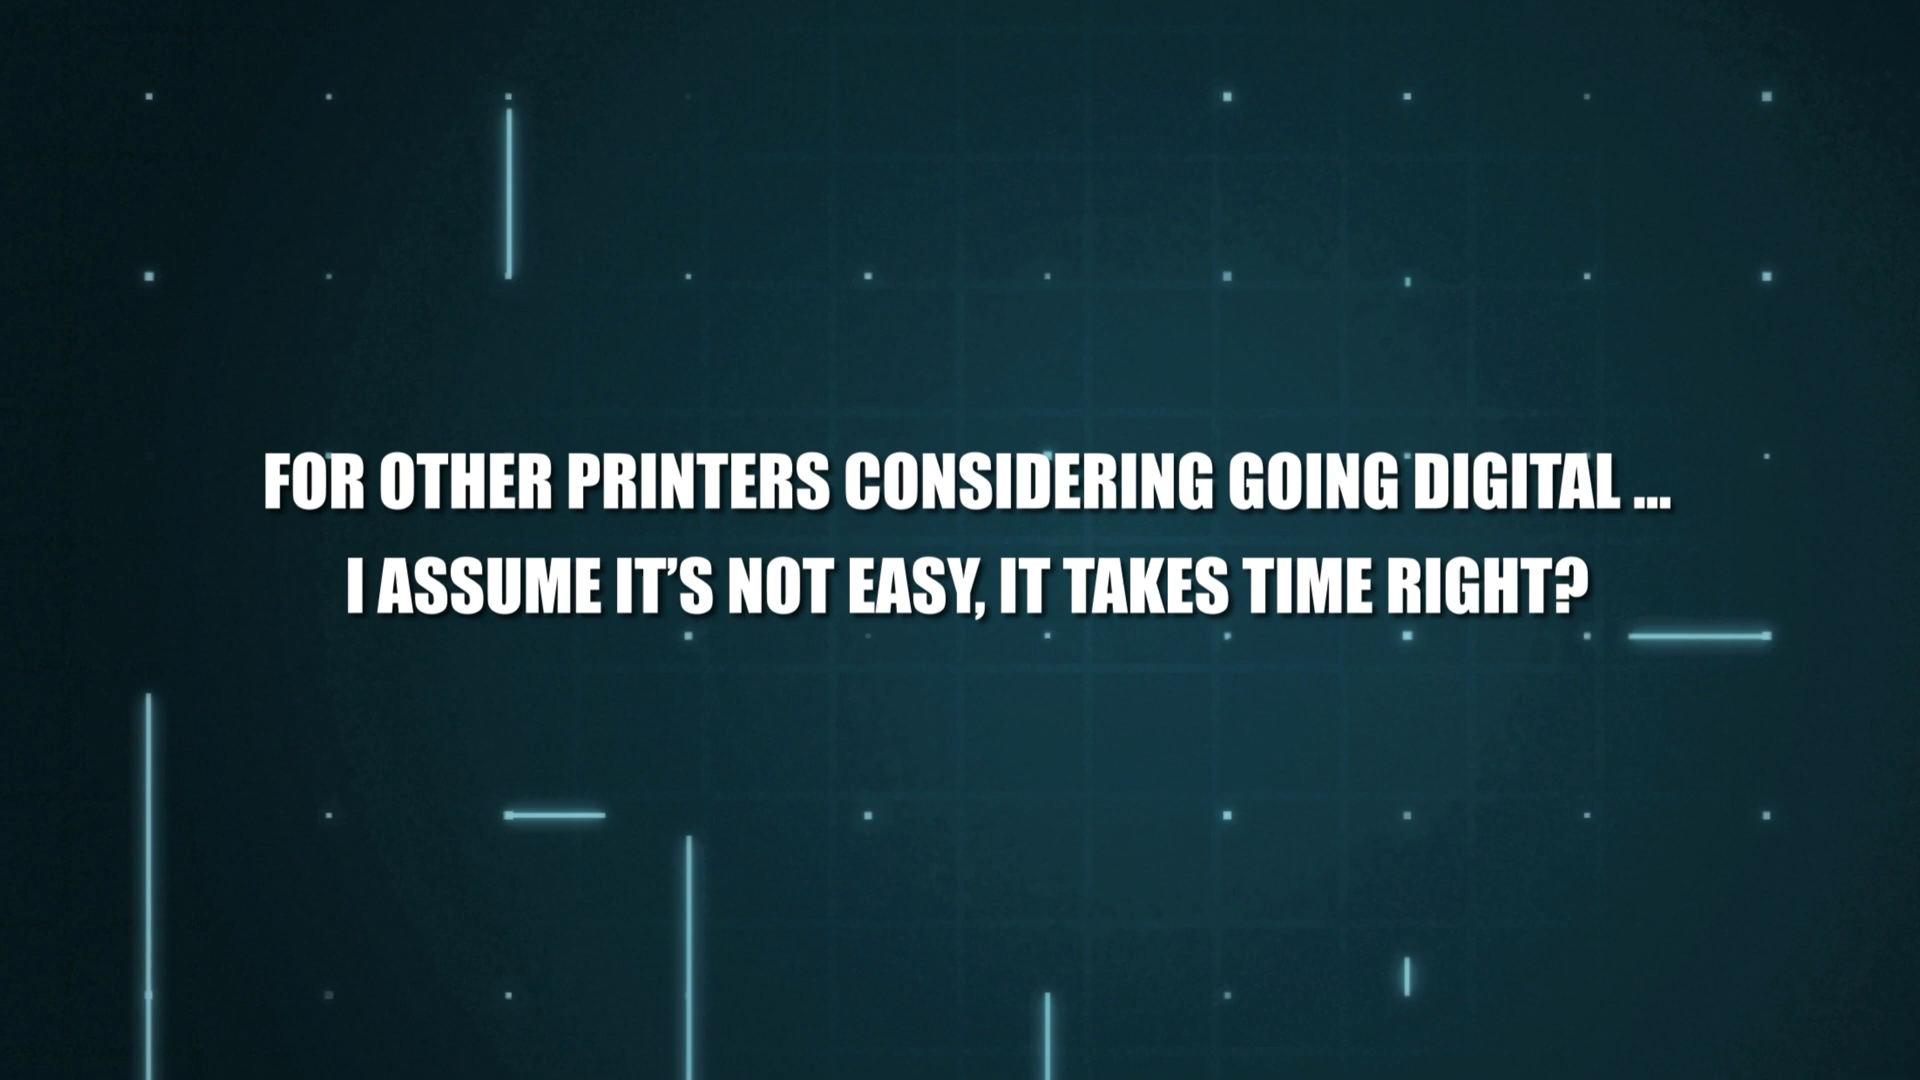 FOR OTHER PRINTERS CONSIDERING GOING DIGITAL ...
I ASSUME IT’S NOT EASY, IT TAKES TIME RIGHT?